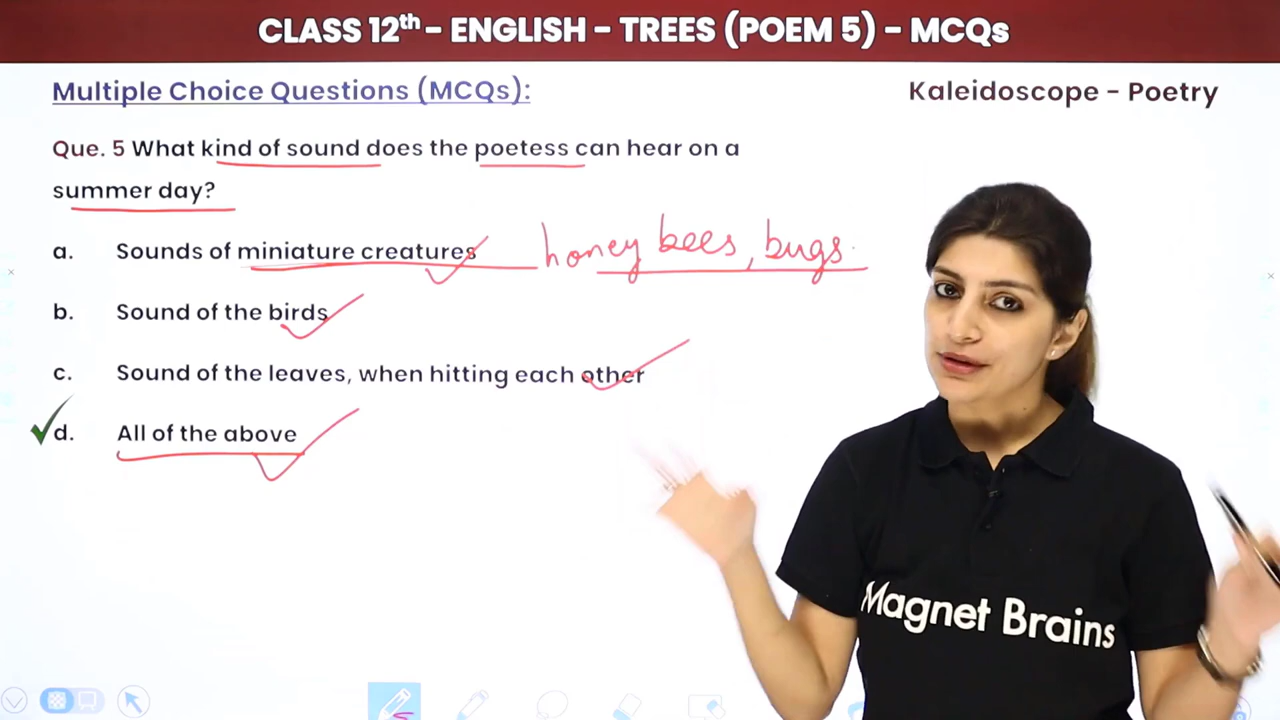 CLASS 12th – ENGLISH – TREES (POEM 5) – MCQs
Multiple Choice Questions (MCQs):
Kaleidoscope – Poetry
Que. 5 What kind of sound does the poetess can hear on a
summer day?
a. Sounds of miniature creatures
honey bees, bugs.
b. Sound of the birds
c. Sound of the leaves, when hitting each other
d. All of the above
Magnet Brains